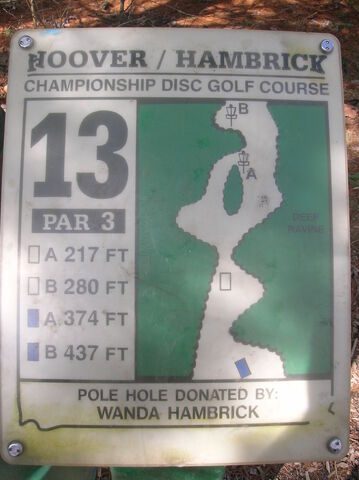 HOOVER / HAMBRICK
CHAMPIONSHIP DISC GOLF COURSE
13
PAR 3
A 217 FT
B 280 FT
A 374 FT
B 437 FT
B
A
DEEP
RAVINE
POLE HOLE DONATED BY:
WANDA HAMBRICK